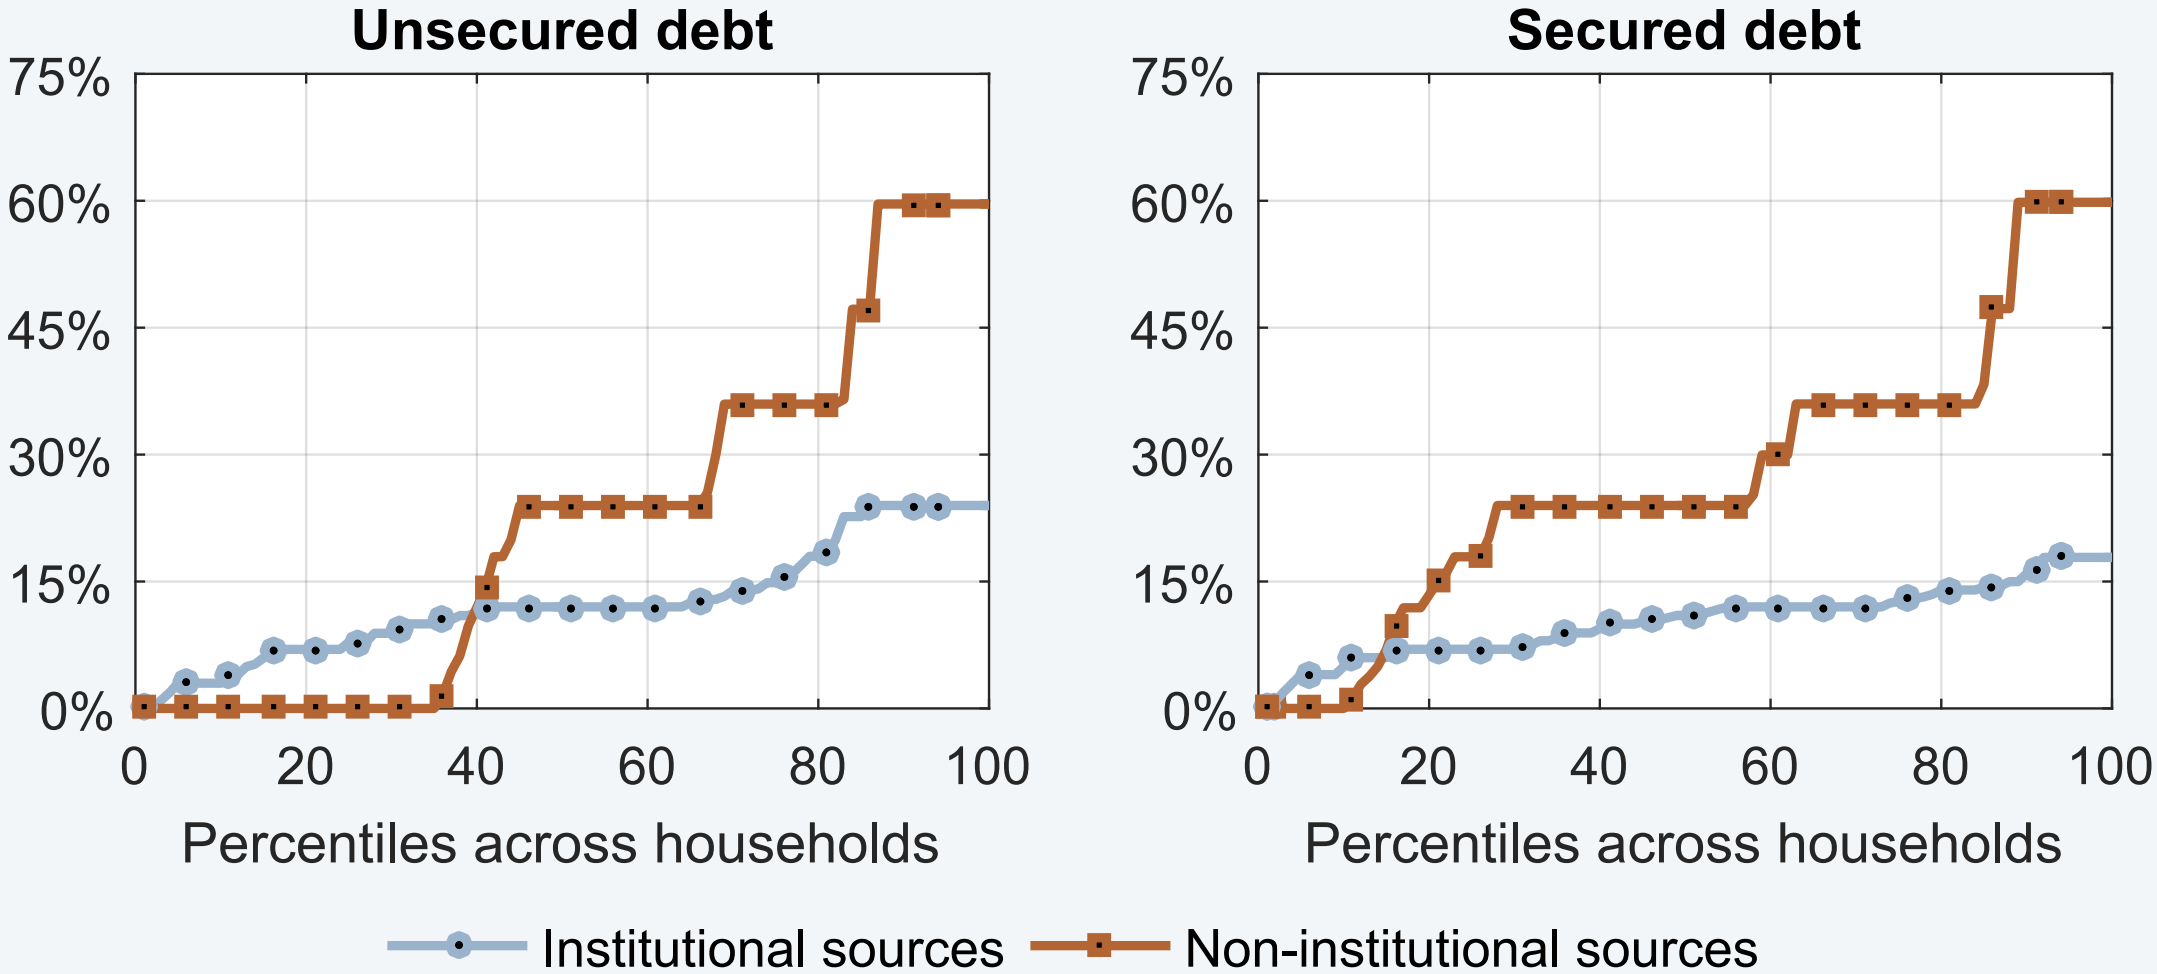 Unsecured debt
75%
60%
45%
30%
15%
0%
0 20 40 60 80 100
Percentiles across households
Secured debt
75%
60%
45%
30%
15%
0%
0 20 40 60 80 100
Percentiles across households
Institutional sources Non-institutional sources